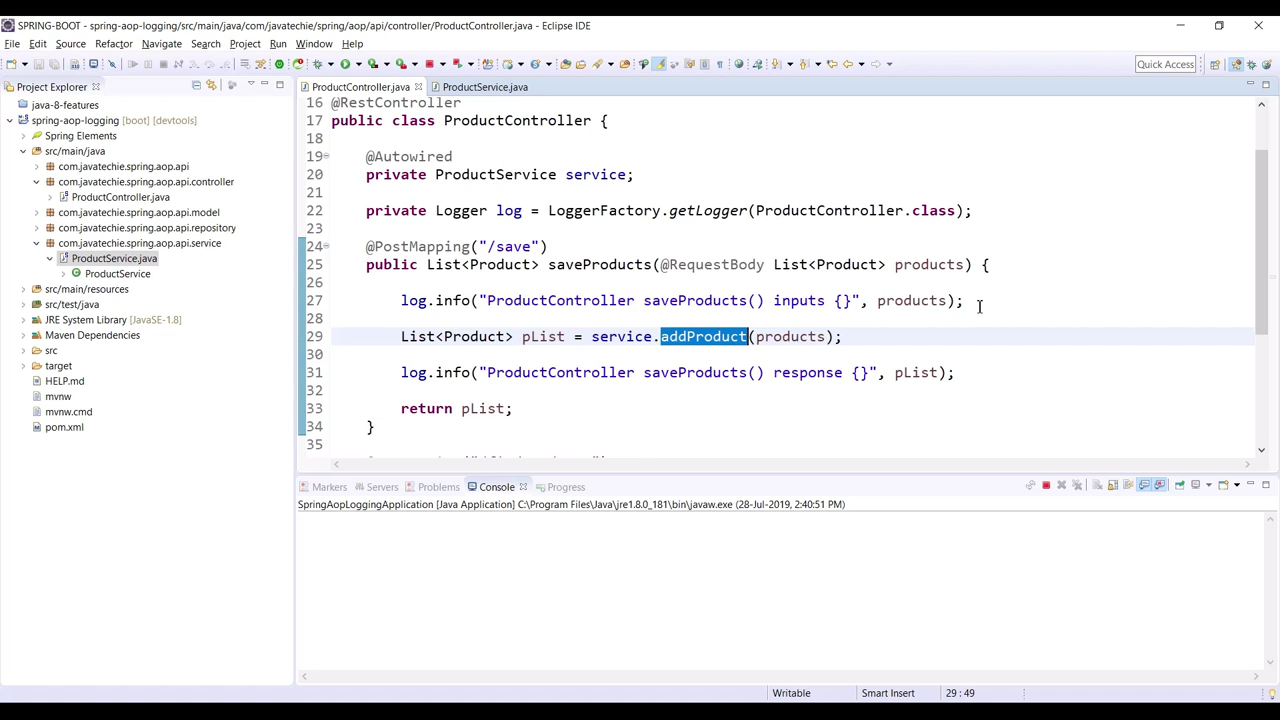 SPRING-BOOT - spring-aop-logging/src/main/java/com/javatechie/spring/aop/api/controller/ProductController.java - Eclipse IDE
File Edit Source Refactor Navigate Search Project Run Window Help
Quick Access
Project Explorer
java-8-features
spring-aop-logging [boot] [devtools]
Spring Elements
src/main/java
com.javatechie.spring.aop.api
com.javatechie.spring.aop.api.controller
ProductController.java
com.javatechie.spring.aop.api.model
com.javatechie.spring.aop.api.repository
com.javatechie.spring.aop.api.service
ProductService.java
ProductService
src/main/resources
src/test/java
JRE System Library [JavaSE-1.8]
Maven Dependencies
src
target
HELP.md
mvnw
mvnw.cmd
pom.xml
ProductController.java ProductService.java
16 @RestController
17 public class ProductController {
18
19 @Autowired
20 private ProductService service;
21
22 private Logger log = LoggerFactory.getLogger(ProductController.class);
23
24 @PostMapping("/save")
25 public List<Product> saveProducts(@RequestBody List<Product> products) {
26
27 log.info("ProductController saveProducts() inputs {}", products);
28
29 List<Product> pList = service.addProduct(products);
30
31 log.info("ProductController saveProducts() response {}", pList);
32
33 return pList;
34 }
35
Markers Servers Problems Console Progress
SpringAopLoggingApplication [Java Application] C:\Program Files\Java\jre1.8.0_181\bin\javaw.exe (28-Jul-2019, 2:40:51 PM)
Writable Smart Insert 29 : 49